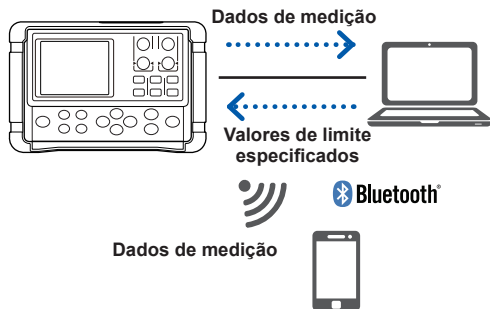 Dados de medição
Valores de limite
especificados
Bluetooth®
Dados de medição